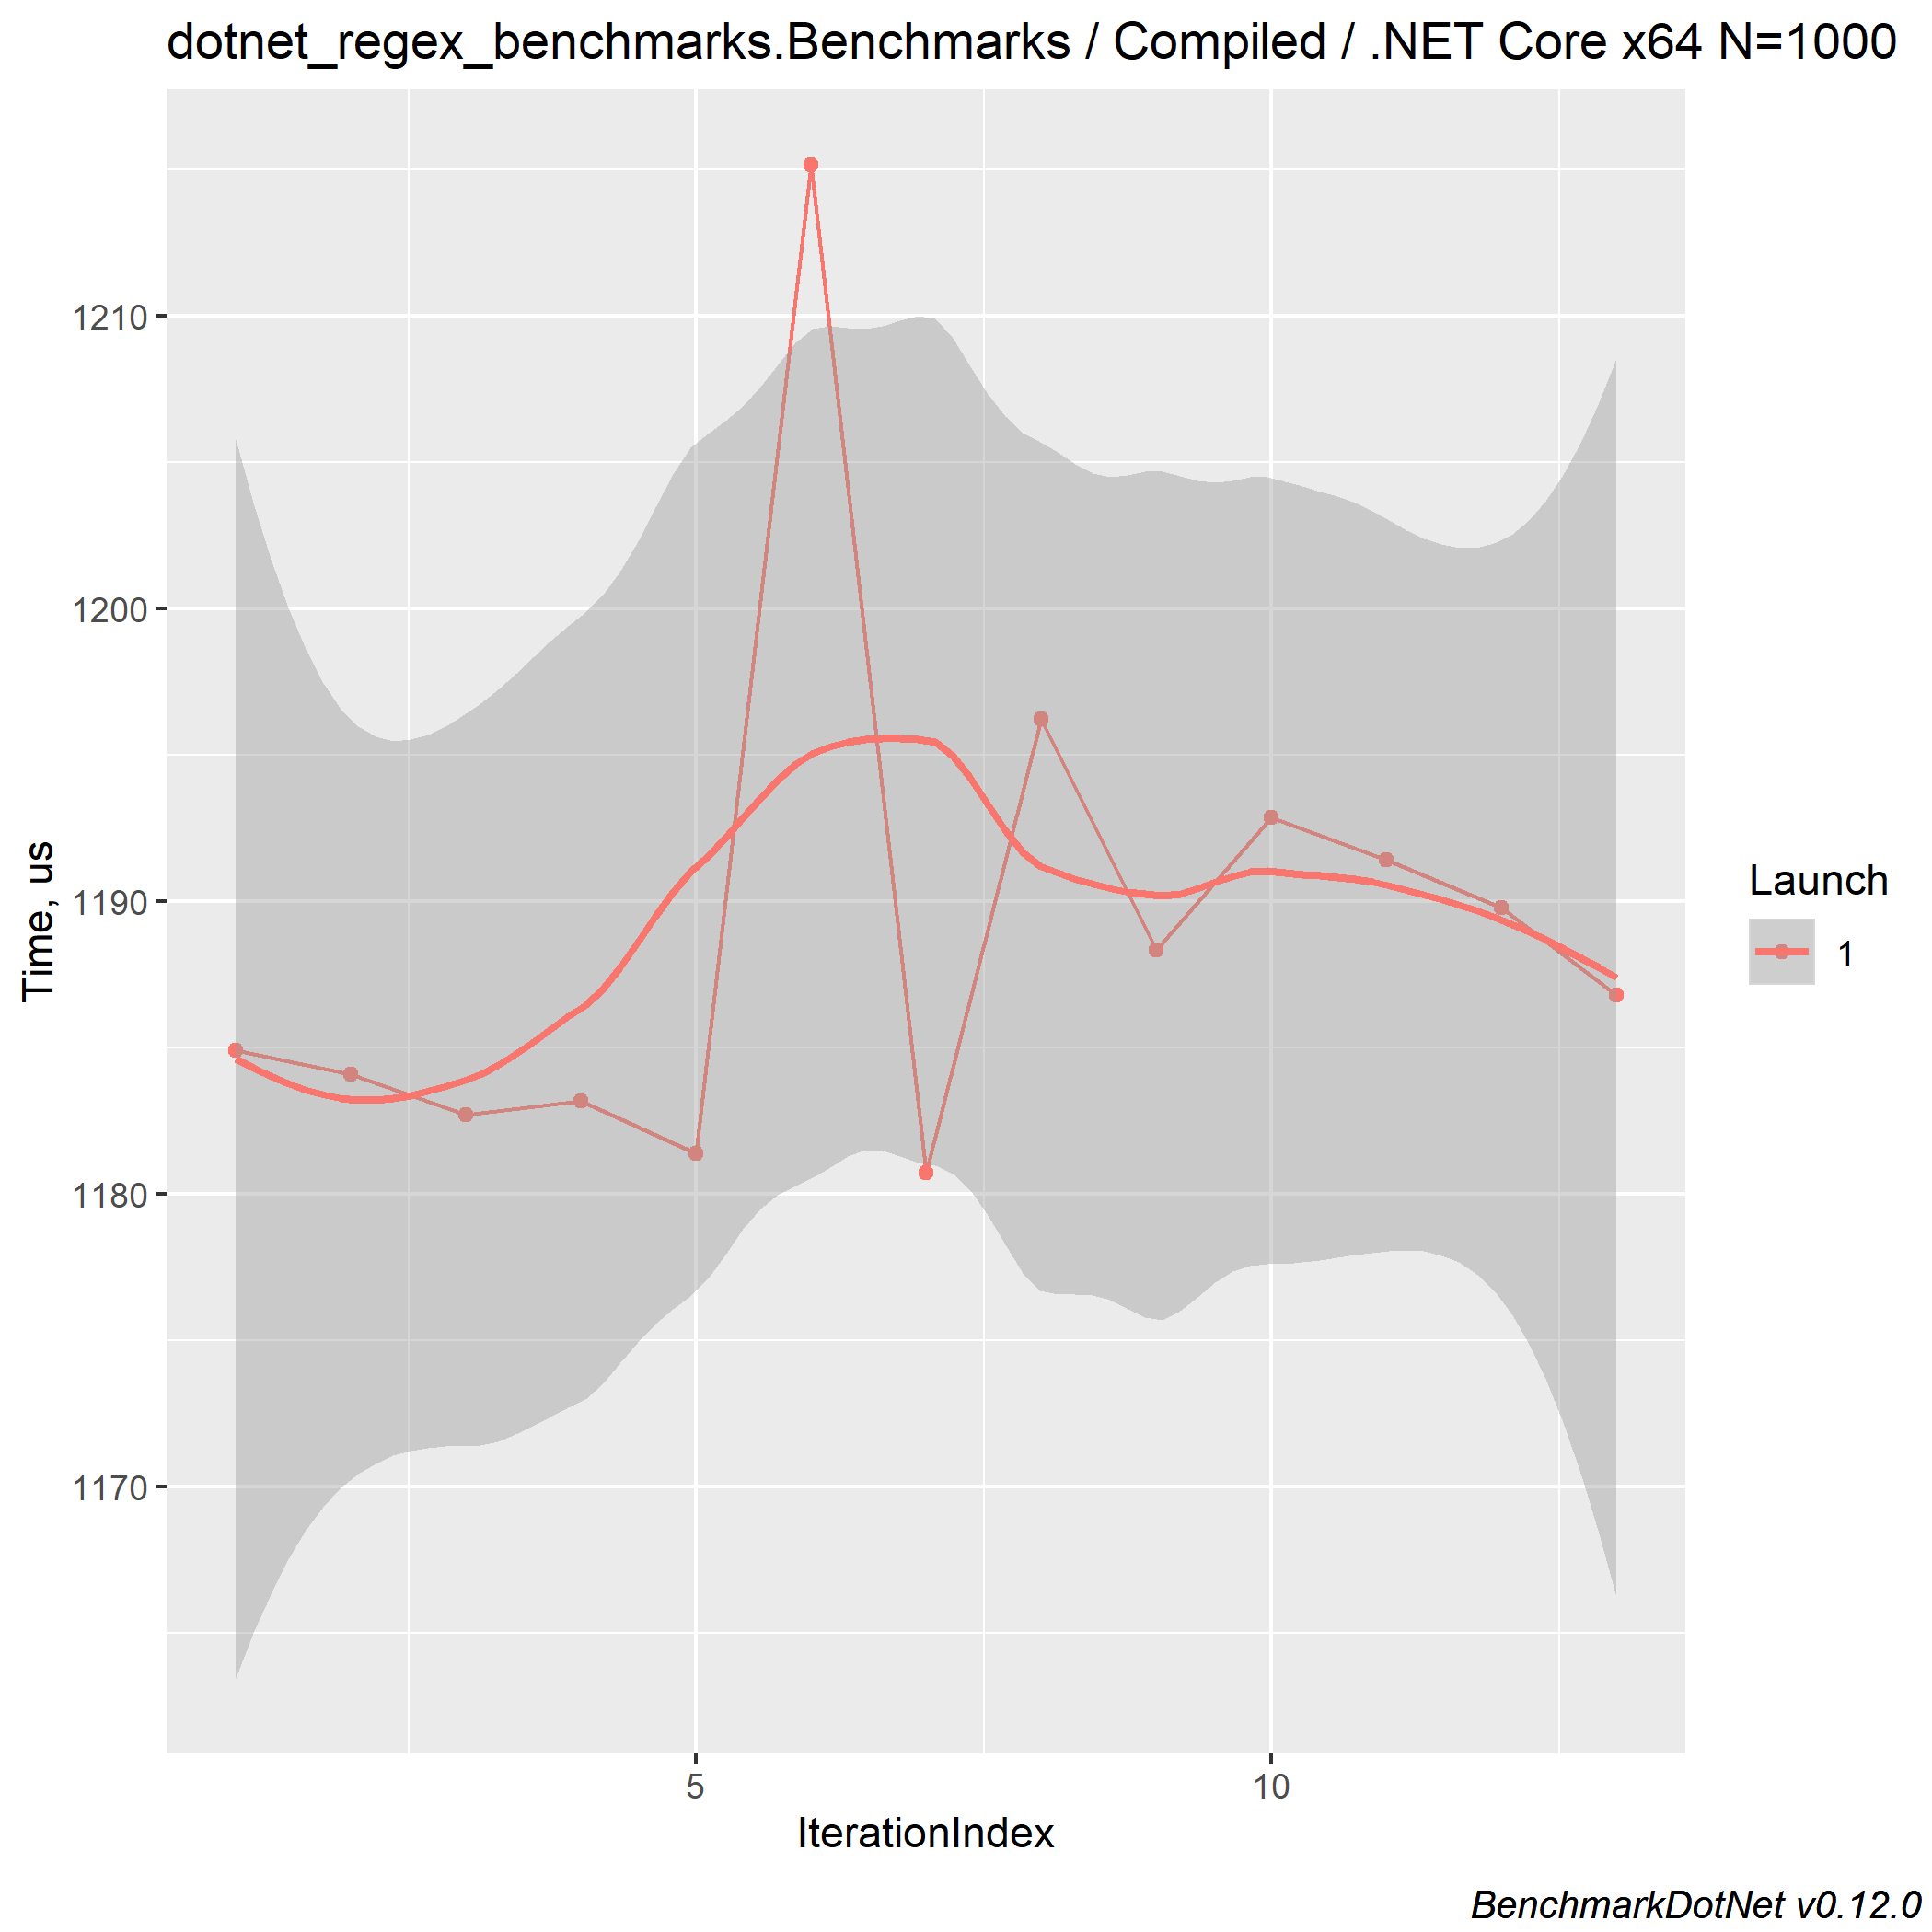 dotnet_regex_benchmarks.Benchmarks / Compiled / .NET Core x64 N=1000
1210
1200
1190
1180
1170
Time, us
5
10
IterationIndex
Launch
1
BenchmarkDotNet v0.12.0